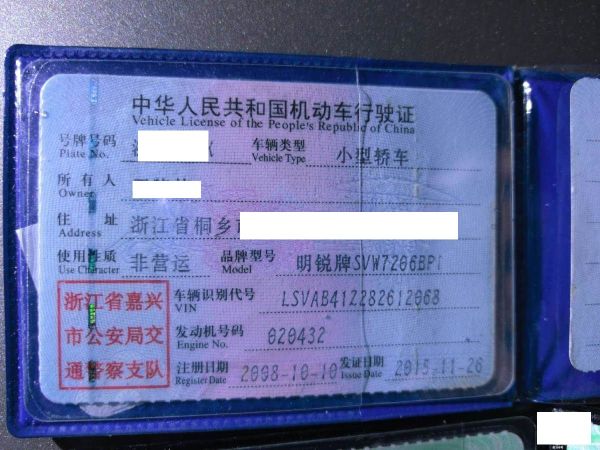 中华人民共和国机动车行驶证
Vehicle License of the People's Republic of China
号牌号码 车辆类型 小型轿车
Plate No. Vehicle Type
所有人
Owner
住址 浙江省桐乡
Address
使用性质 非营运 品牌型号 明锐牌SVW7206BPI
Use Character Model
浙江省嘉兴
市公安局交
通警察支队
车辆识别代号 LSVAB412282612068
VIN
发动机号码 020432
Engine No.
注册日期 2008-10-10 发证日期 2015-11-26
Register Date Issue Date